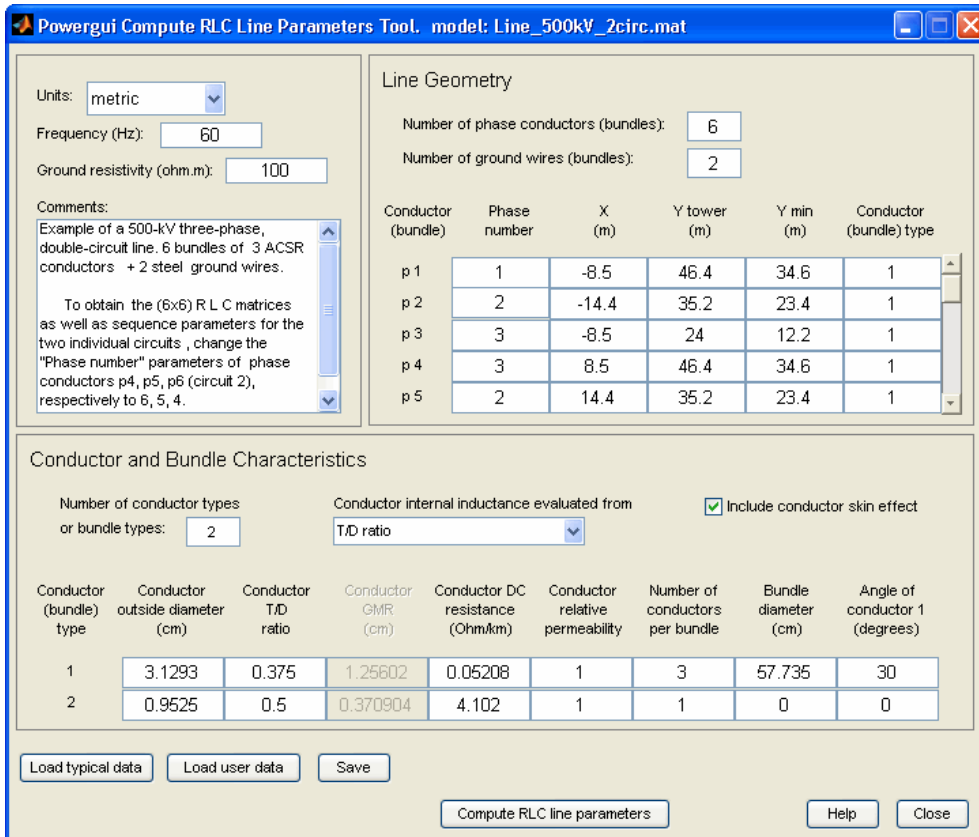 Powergui Compute RLC Line Parameters Tool.  model: Line_500kV_2circ.mat
Units: metric
Frequency (Hz): 60
Ground resistivity (ohm.m): 100
Comments:
Example of a 500-kV three-phase,
double-circuit line. 6 bundles of  3 ACSR
conductors   + 2 steel  ground wires.
To obtain  the (6x6) R L C matrices
as well as sequence parameters for the
two individual circuits , change the
"Phase number" parameters of  phase
conductors p4, p5, p6 (circuit 2),
respectively to 6, 5, 4.
Line Geometry
Number of phase conductors (bundles): 6
Number of ground wires (bundles): 2
Conductor Phase X Y tower Y min Conductor
(bundle) number (m) (m) (m) (bundle) type
p 1 1 -8.5 46.4 34.6 1
p 2 2 -14.4 35.2 23.4 1
p 3 3 -8.5 24 12.2 1
p 4 3 8.5 46.4 34.6 1
p 5 2 14.4 35.2 23.4 1
Conductor and Bundle Characteristics
Number of conductor types
or bundle types: 2
Conductor internal inductance evaluated from
T/D ratio
Include conductor skin effect
Conductor Conductor Conductor Conductor Conductor DC Conductor Number of Bundle Angle of
(bundle) outside diameter T/D GMR resistance relative conductors diameter conductor 1
type (cm) ratio (cm) (Ohm/km) permeability per bundle (cm) (degrees)
1 3.1293 0.375 1.25602 0.05208 1 3 57.735 30
2 0.9525 0.5 0.370904 4.102 1 1 0 0
Load typical data Load user data Save
Compute RLC line parameters Help Close